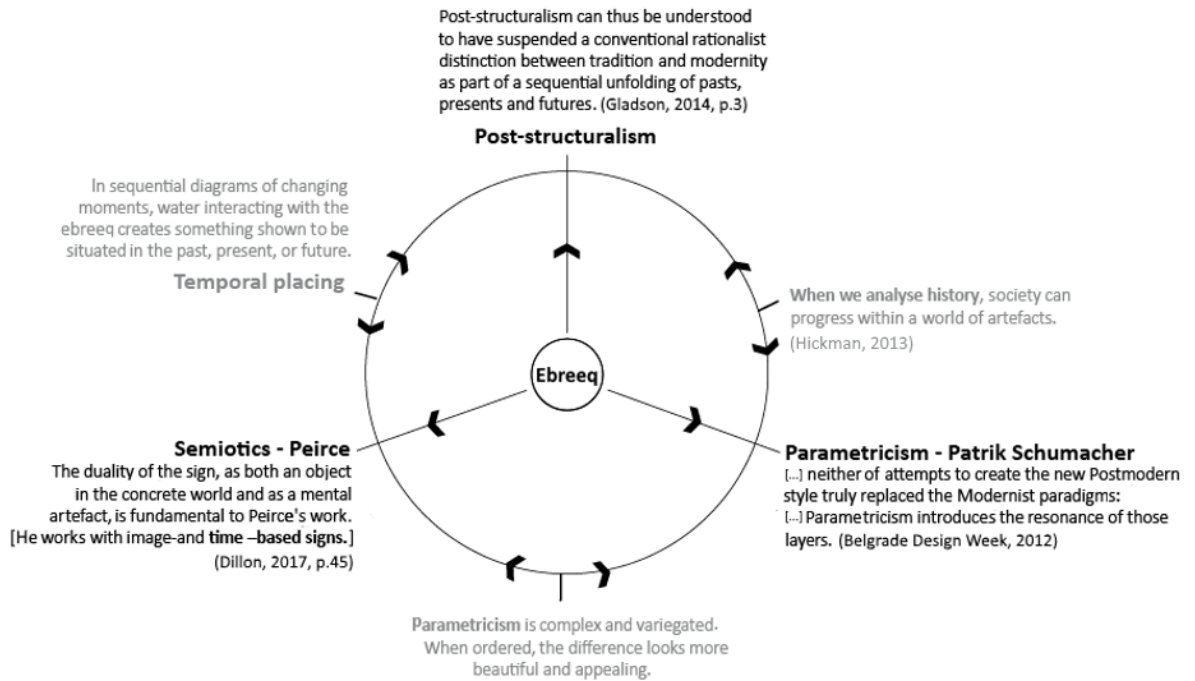 Post-structuralism can thus be understood
to have suspended a conventional rationalist
distinction between tradition and modernity
as part of a sequential unfolding of pasts,
presents and futures. (Gladson, 2014, p.3)
Post-structuralism
In sequential diagrams of changing
moments, water interacting with the
ebreeq creates something shown to be
situated in the past, present, or future.
Temporal placing
When we analyse history, society can
progress within a world of artefacts.
(Hickman, 2013)
Ebreeq
Semiotics - Peirce
The duality of the sign, as both an object
in the concrete world and as a mental
artefact, is fundamental to Peirce's work.
[He works with image-and time –based signs.]
(Dillon, 2017, p.45)
Parametricism - Patrik Schumacher
[...] neither of attempts to create the new Postmodern
style truly replaced the Modernist paradigms:
[...] Parametricism introduces the resonance of those
layers. (Belgrade Design Week, 2012)
Parametricism is complex and variegated.
When ordered, the difference looks more
beautiful and appealing.